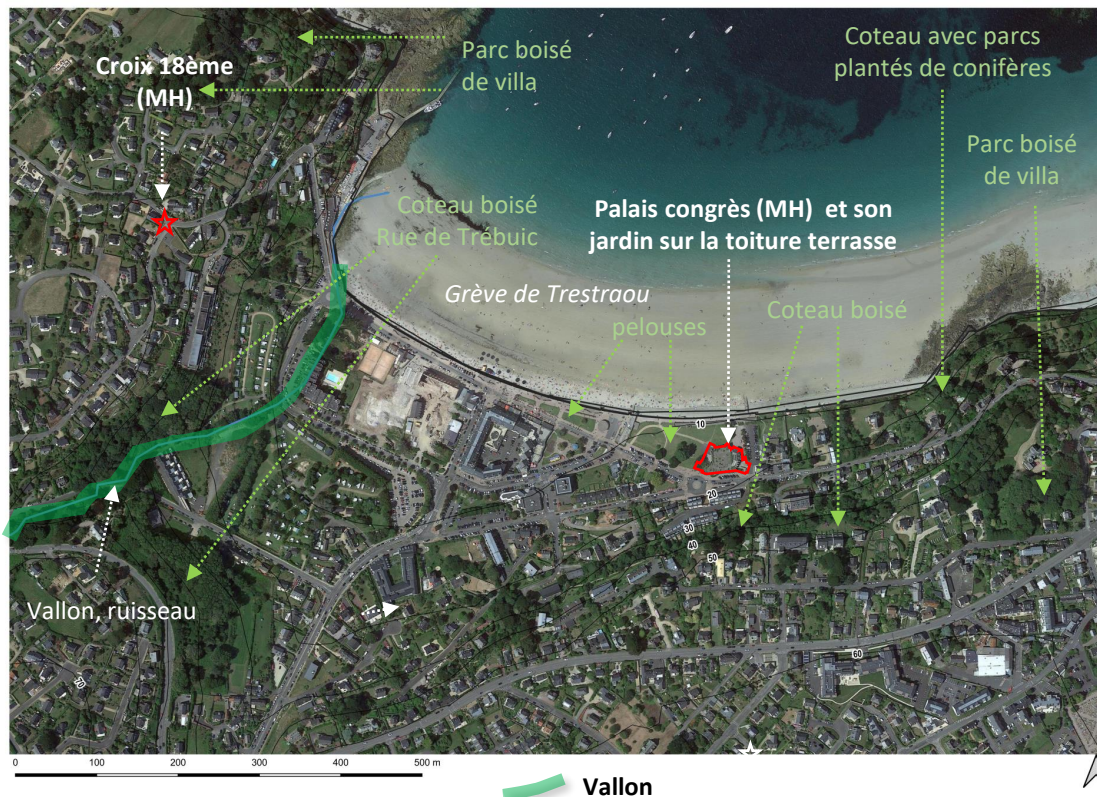 Parc boisé
de villa
Croix 18ème
(MH)
Coteau avec parcs
plantés de conifères
Parc boisé
de villa
Coteau boisé
Rue de Trébuic
Palais congrès (MH) et son
jardin sur la toiture terrasse
Grève de Trestraou
pelouses
Coteau boisé
10
20
30
40
50
Vallon, ruisseau
60
70
0 100 200 300 400 500 m
Vallon